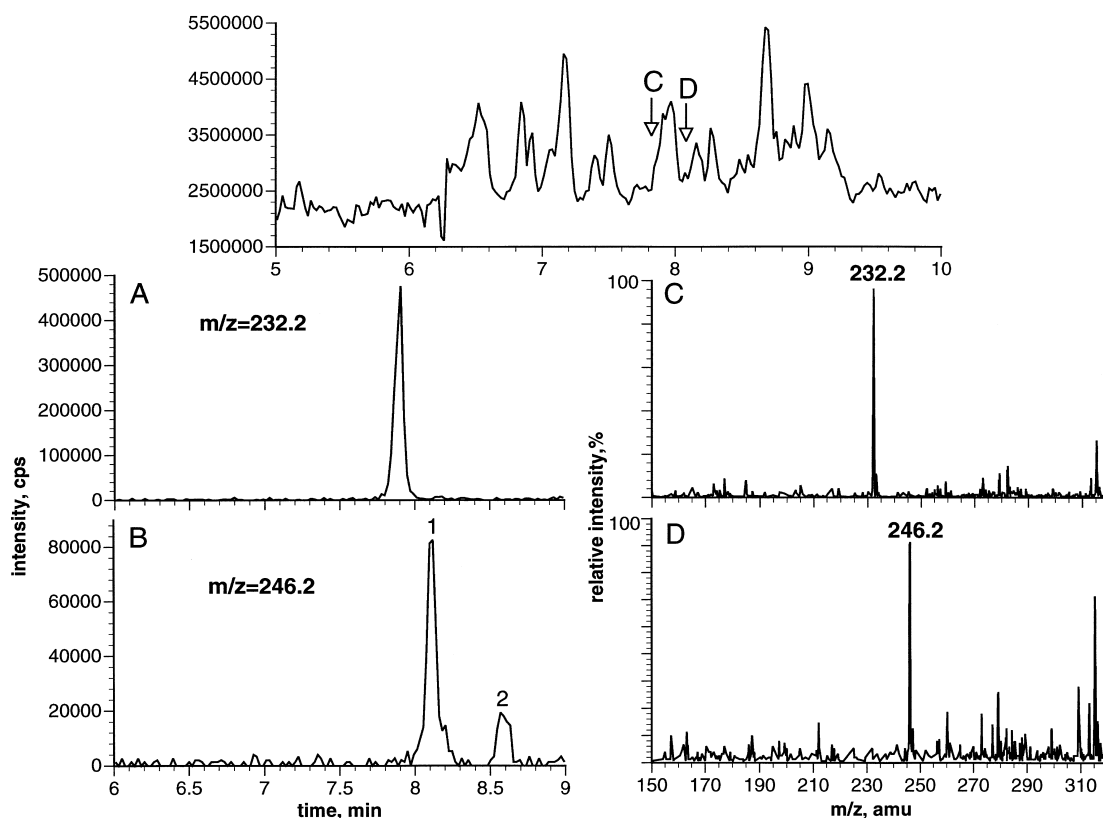 5500000
4500000
3500000
2500000
1500000
C
D
5 6 7 8 9 10
A
m/z=232.2
500000
400000
300000
200000
100000
0
B
m/z=246.2
1
2
80000
60000
40000
20000
0
6 6.5 7 7.5 8 8.5 9
time, min
intensity, cps
C
232.2
100
D
246.2
100
relative intensity,%
150 170 190 210 230 250 270 290 310
m/z, amu